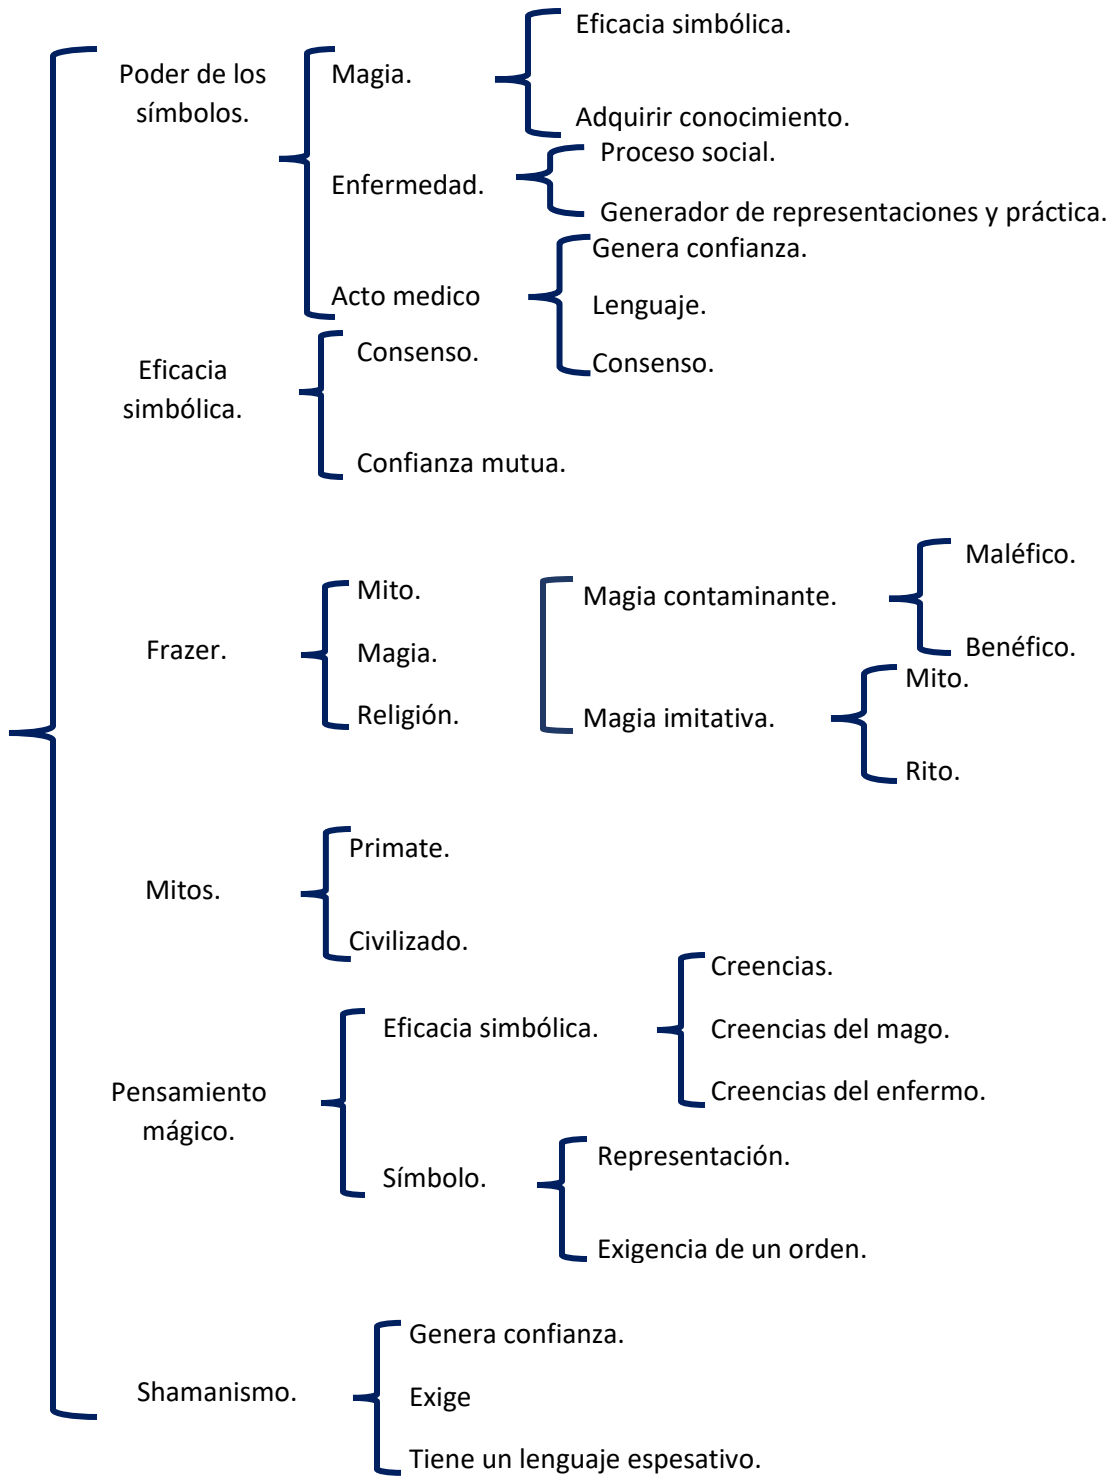 Poder de los
símbolos.
Magia.
Eficacia simbólica.
Adquirir conocimiento.
Enfermedad.
Proceso social.
Generador de representaciones y práctica.
Acto medico
Genera confianza.
Lenguaje.
Consenso.
Eficacia
simbólica.
Consenso.
Confianza mutua.
Frazer.
Mito.
Magia.
Religión.
Magia contaminante.
Maléfico.
Benéfico.
Magia imitativa.
Mito.
Rito.
Mitos.
Primate.
Civilizado.
Pensamiento
mágico.
Eficacia simbólica.
Creencias.
Creencias del mago.
Creencias del enfermo.
Símbolo.
Representación.
Exigencia de un orden.
Shamanismo.
Genera confianza.
Exige
Tiene un lenguaje espesativo.